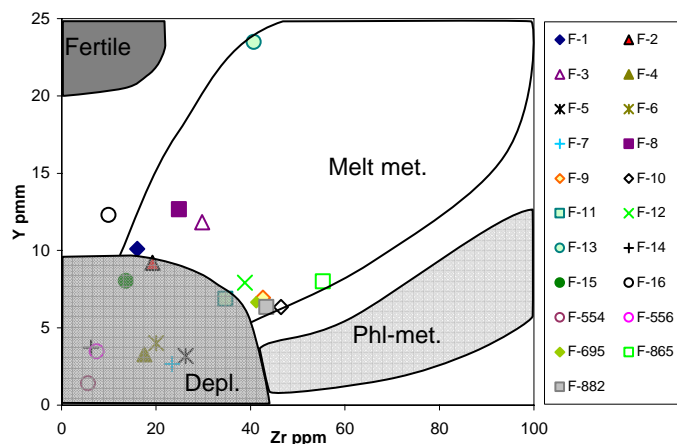 25
20
15
10
5
0
Y pmm
0 20 40 60 80 100
Zr ppm
Fertile
Melt met.
Phl-met.
Depl.
F-1 F-2
F-3 F-4
F-5 F-6
F-7 F-8
F-9 F-10
F-11 F-12
F-13 F-14
F-15 F-16
F-554 F-556
F-695 F-865
F-882